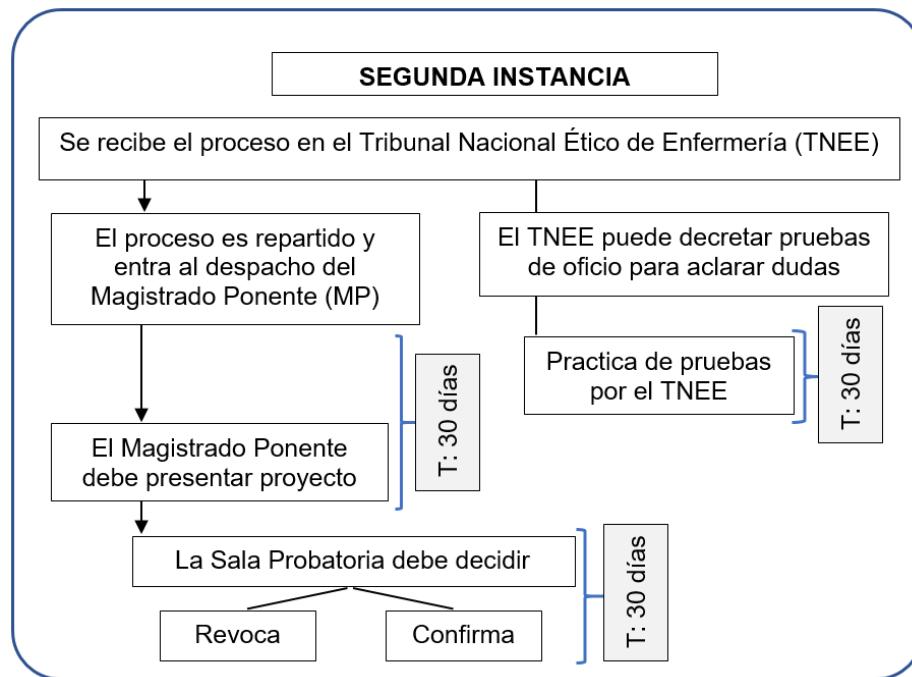 SEGUNDA INSTANCIA
Se recibe el proceso en el Tribunal Nacional Ético de Enfermería (TNEE)
El proceso es repartido y
entra al despacho del
Magistrado Ponente (MP)
El TNEE puede decretar pruebas
de oficio para aclarar dudas
Practica de pruebas
por el TNEE
T: 30 días
T: 30 días
El Magistrado Ponente
debe presentar proyecto
La Sala Probatoria debe decidir
T: 30 días
Revoca
Confirma